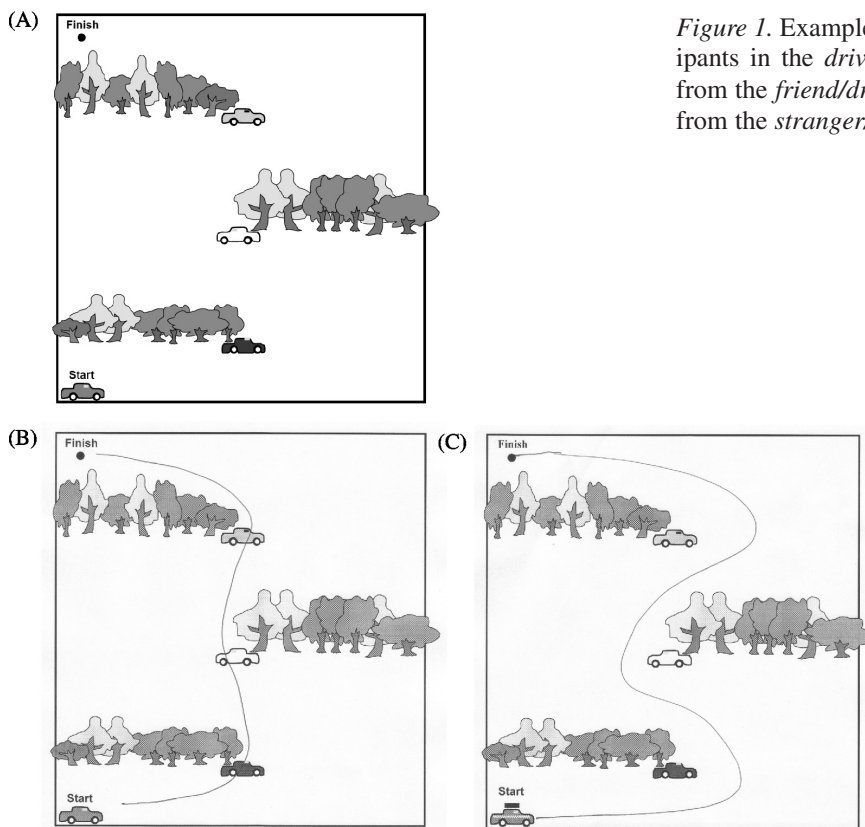 (A)
Finish
Start
Figure 1. Example
ipants in the driv
from the friend/dr
from the stranger
(B)
Finish
Start
(C)
Finish
Start